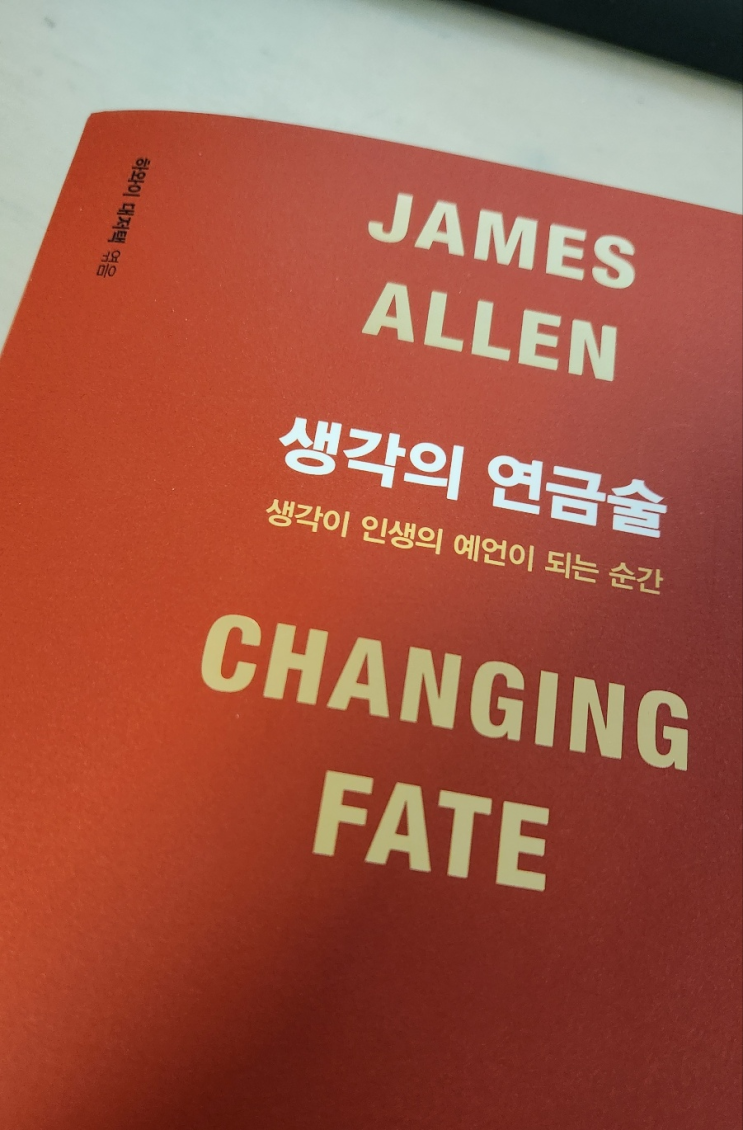 하와이 대저택 엮음
JAMES
ALLEN
생각의 연금술
생각이 인생의 예언이 되는 순간
CHANGING
FATE